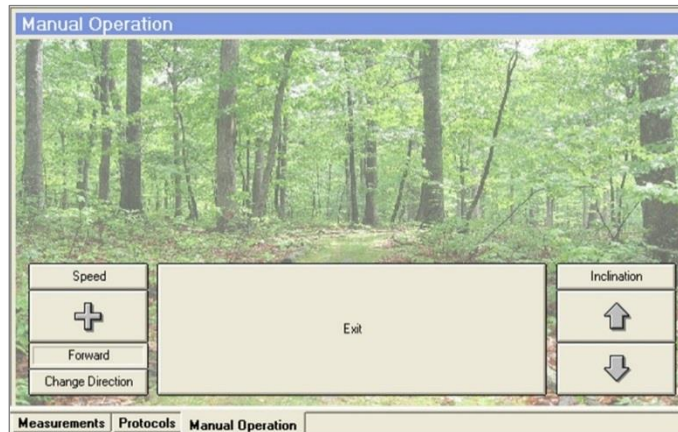 Manual Operation
Speed
Exit
Inclination
Forward
Change Direction
Measurements Protocols Manual Operation